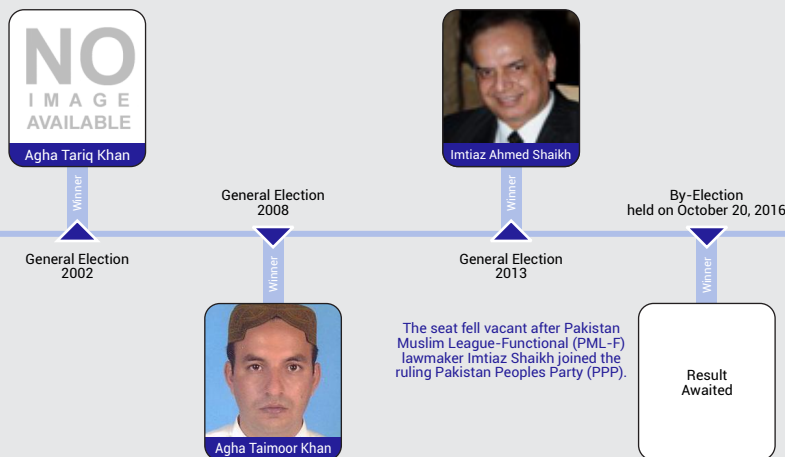 NO
IMAGE
AVAILABLE
Agha Tariq Khan
Winner
General Election
2002
General Election
2008
Winner
Agha Taimoor Khan
Imtiaz Ahmed Shaikh
Winner
General Election
2013
The seat fell vacant after Pakistan
Muslim League-Functional (PML-F)
lawmaker Imtiaz Shaikh joined the
ruling Pakistan Peoples Party (PPP).
By-Election
held on October 20, 2016
Winner
Result
Awaited